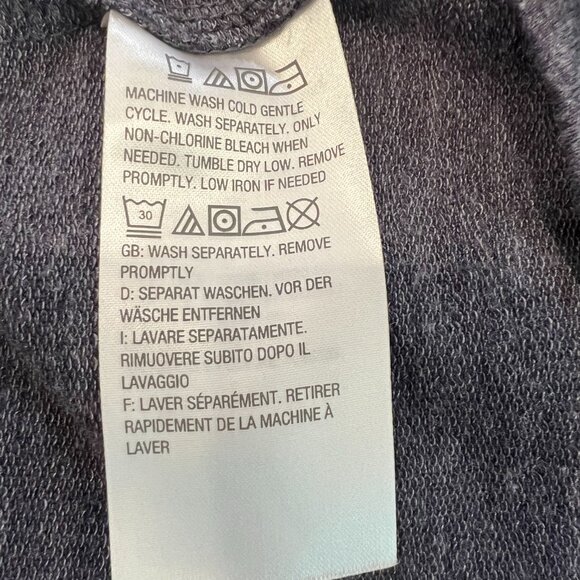 MACHINE WASH COLD GENTLE
CYCLE. WASH SEPARATELY. ONLY
NON-CHLORINE BLEACH WHEN
NEEDED. TUMBLE DRY LOW. REMOVE
PROMPTLY. LOW IRON IF NEEDED
30
GB: WASH SEPARATELY. REMOVE
PROMPTLY
D: SEPARAT WASCHEN. VOR DER
WÄSCHE ENTFERNEN
I: LAVARE SEPARATAMENTE.
RIMUOVERE SUBITO DOPO IL
LAVAGGIO
F: LAVER SÉPARÉMENT. RETIRER
RAPIDEMENT DE LA MACHINE À
LAVER